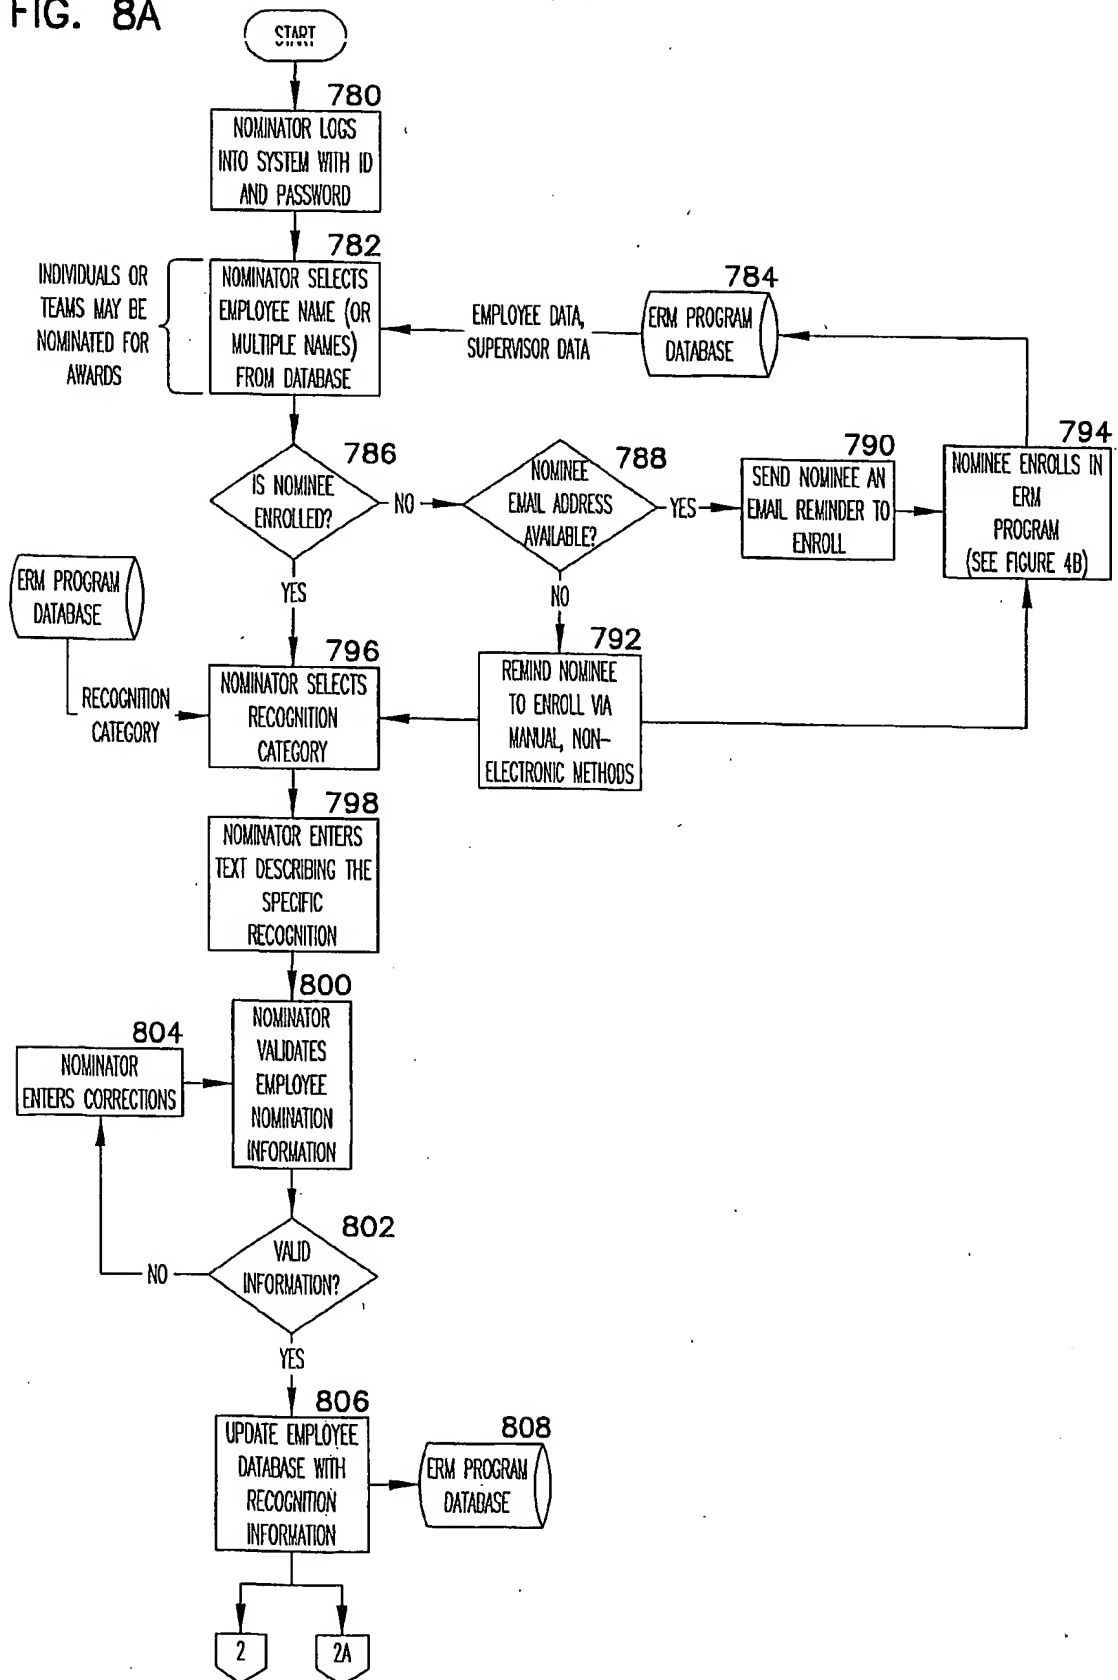 FIG. 8A
START
780
NOMINATOR LOGS
INTO SYSTEM WITH ID
AND PASSWORD
782
NOMINATOR SELECTS
EMPLOYEE NAME (OR
MULTIPLE NAMES)
FROM DATABASE
INDIVIDUALS OR
TEAMS MAY BE
NOMINATED FOR
AWARDS
EMPLOYEE DATA,
SUPERVISOR DATA
784
ERM PROGRAM
DATABASE
786
IS NOMINEE
ENROLLED?
NO
788
NOMINEE
EMAIL ADDRESS
AVAILABLE?
YES
790
SEND NOMINEE AN
EMAIL REMINDER TO
ENROLL
794
NOMINEE ENROLLS IN
ERM
PROGRAM
(SEE FIGURE 4B)
YES
NO
ERM PROGRAM
DATABASE
RECOGNITION
CATEGORY
796
NOMINATOR SELECTS
RECOGNITION
CATEGORY
792
REMIND NOMINEE
TO ENROLL VIA
MANUAL, NON-
ELECTRONIC METHODS
798
NOMINATOR ENTERS
TEXT DESCRIBING THE
SPECIFIC
RECOGNITION
800
NOMINATOR
VALIDATES
EMPLOYEE
NOMINATION
INFORMATION
804
NOMINATOR
ENTERS CORRECTIONS
802
VALID
INFORMATION?
NO
YES
806
UPDATE EMPLOYEE
DATABASE WITH
RECOGNITION
INFORMATION
808
ERM PROGRAM
DATABASE
2
2A